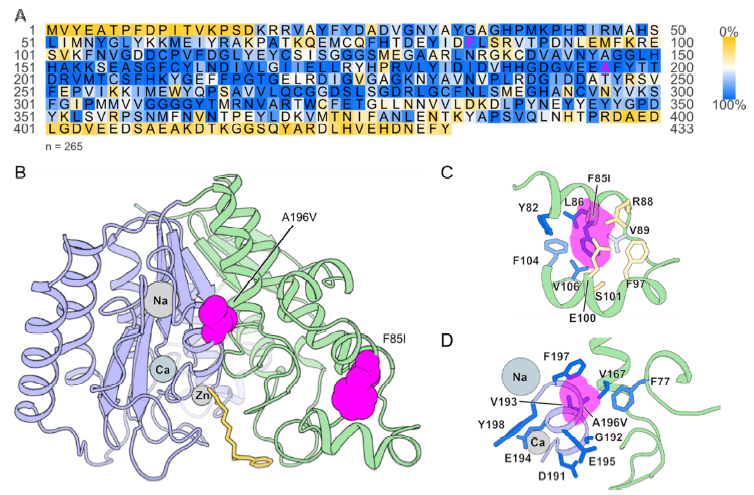 A
1 MVYEATPFDPITVKPSDKRRVAYFYDADVGNYAYGAGHPMKPHRIRMAHS 50
51 LIMNYGLYKKMEIYRAKPATKQEMCQFHTDEYIDFLSRVTPDNLEMFKRE 100
101 SVKFNVGDDCPVFDGLYEYCSISGGGSMEGAARLNRGKCDVAVNYAGGLH 150
151 HAKKSEASGFCYLNDIVLGIIELLRYHPRVLYIDIDVHHGDGVEEAFYTT 200
201 DRVMTCSFHKYGEFFPGTGELRDIGVGAGKNYAVNVPLRDGIDDATYRSV 250
251 FEPVIKKIMEWYQPSAVVLQCGGDSLSGDRLGCFNLSMEGHANCVNYVKS 300
301 FGIPMMVVGGGGYTMRNVARTWCFETGLLNNVVLDKDLPYNEYYEYYGPD 350
351 YKLSVRPSNMFNVNTPEYLDKVMTNIFANLENTKYAPSVQLNHTPRDAED 400
401 LGDVEEDSAEAKDTKGGSQYARDLHVEHDNEFY 433
n = 265
0%
100%
B
A196V
F85I
Na
Ca
Zn
C
F85I
L86
R88
Y82
V89
F104
V106
F97
S101
E100
D
Na
F197
V167
F77
V193
A196V
Y198
G192
E194
Ca
E195
D191